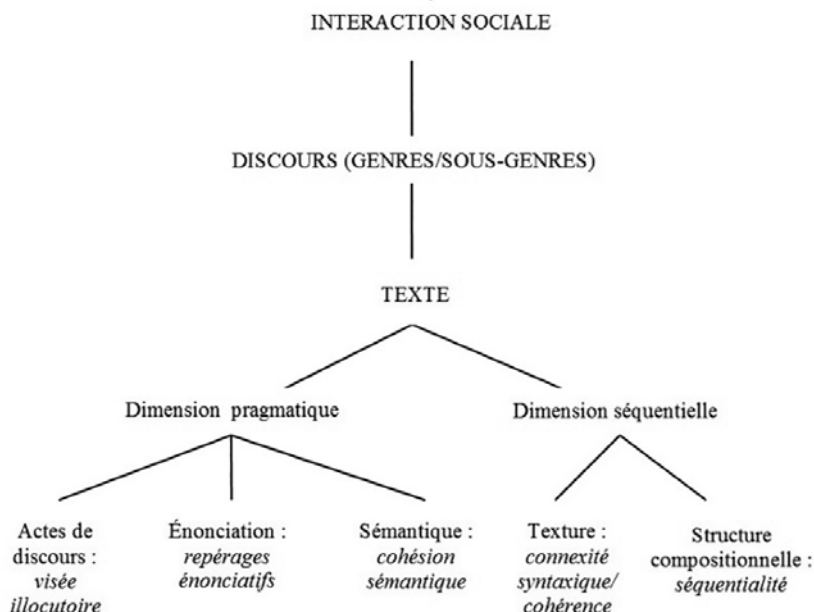 INTERACTION SOCIALE
DISCOURS (GENRES/SOUS-GENRES)
TEXTE
Dimension pragmatique
Dimension séquentielle
Actes de
discours :
visée
illocutoire
Énonciation :
repérages
énonciatifs
Sémantique :
cohésion
sémantique
Texture :
connexité
syntaxique/
cohérence
Structure
compositionnelle :
séquentialité